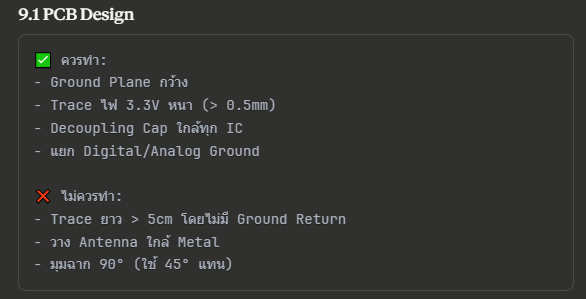 9.1 PCB Design
✅ ควรทำ:
- Ground Plane กว้าง
- Trace ไฟ 3.3V หนา (> 0.5mm)
- Decoupling Cap ใกล้ทุก IC
- แยก Digital/Analog Ground
❌ ไม่ควรทำ:
- Trace ยาว > 5cm โดยไม่มี Ground Return
- วาง Antenna ใกล้ Metal
- มุมฉาก 90° (ใช้ 45° แทน)